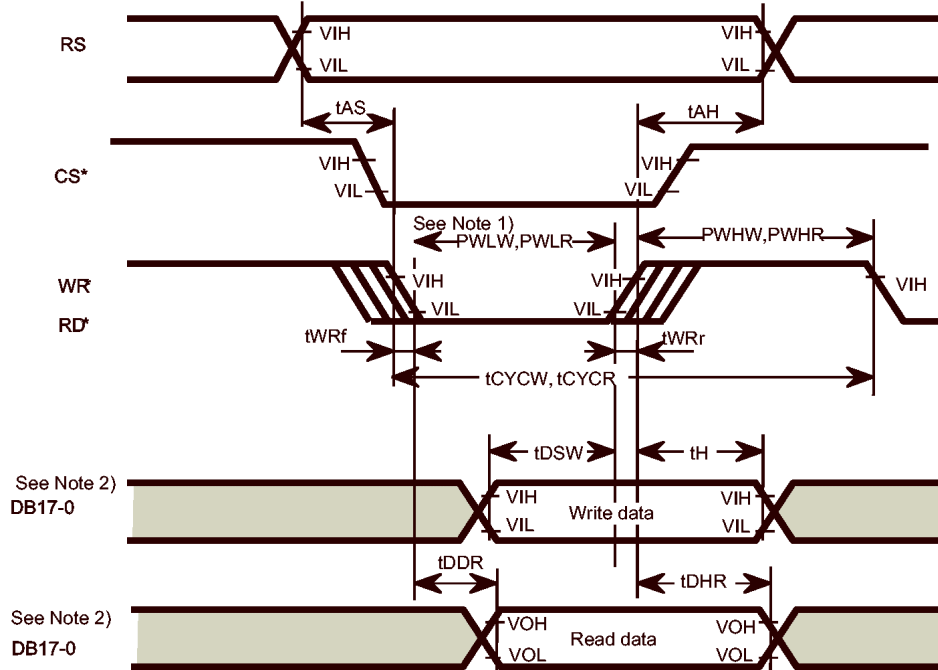 RS
VIH
VIH
VIL
VIL
tAS
tAH
CS*
VIH
VIH
VIL
VIL
See Note 1)
PWLW,PWLR
PWHW,PWHR
WR*
VIH
VIH
VIH
RD*
VIL
VIL
tWRf
tWRr
tCYCW, tCYCR
tDSW
tH
See Note 2)
DB17-0
VIH
VIH
Write data
VIL
VIL
tDDR
tDHR
See Note 2)
DB17-0
VOH
VOH
Read data
VOL
VOL